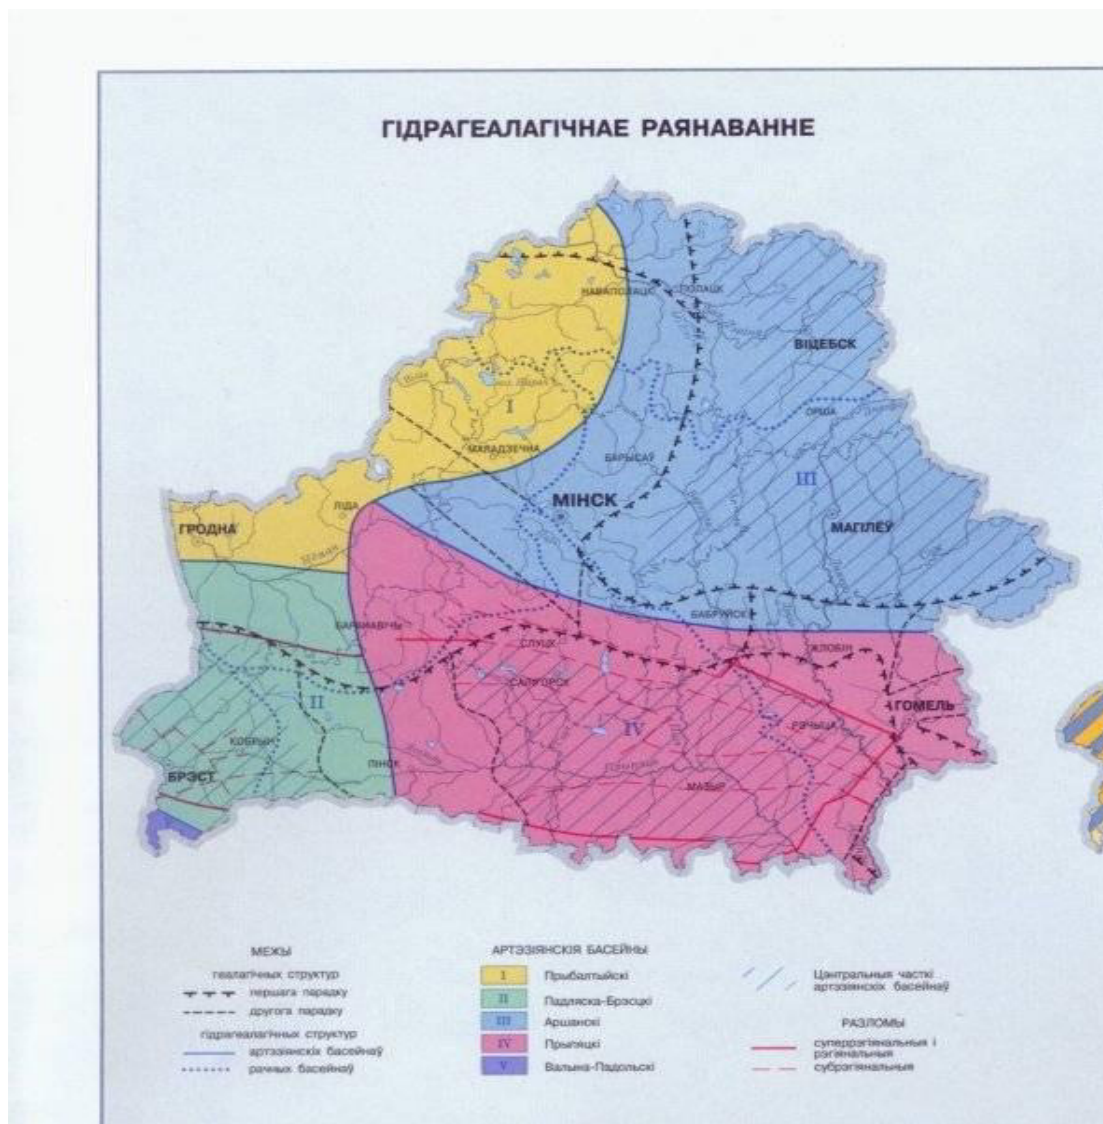 ГІДРАГЕАЛАГІЧНАЕ РАЯНАВАННЕ
НАВАПОЛАЦК
ПОЛАЦК
ВІЦЕБСК
I
ОРША
МАЛАДЗЕЧНА
БАРЫСАЎ
III
МІНСК
ЛІДА
ГРОДНА
МАГІЛЕЎ
БАБРУЙСК
БАРАНАВІЧЫ
СЛУЦК
ЖЛОБІН
САЛІГОРСК
II
ГОМЕЛЬ
РЭЧЫЦА
IV
КОБРЫН
ПІНСК
БРЭСТ
МАЗЫР
МЕЖЫ
геалагічных структур
першага парадку
другога парадку
гідрагеалагічных структур
артэзіянскіх басейнаў
рачных басейнаў
АРТЭЗІЯНСКІЯ БАСЕЙНЫ
I Прыбалтыйскі
II Падляска-Брэсцкі
III Аршанскі
IV Прыпяцкі
V Валына-Падольскі
Цэнтральныя часткі
артэзіянскіх басейнаў
РАЗЛОМЫ
суперрэгіянальныя і
рэгіянальныя
субрэгіянальныя